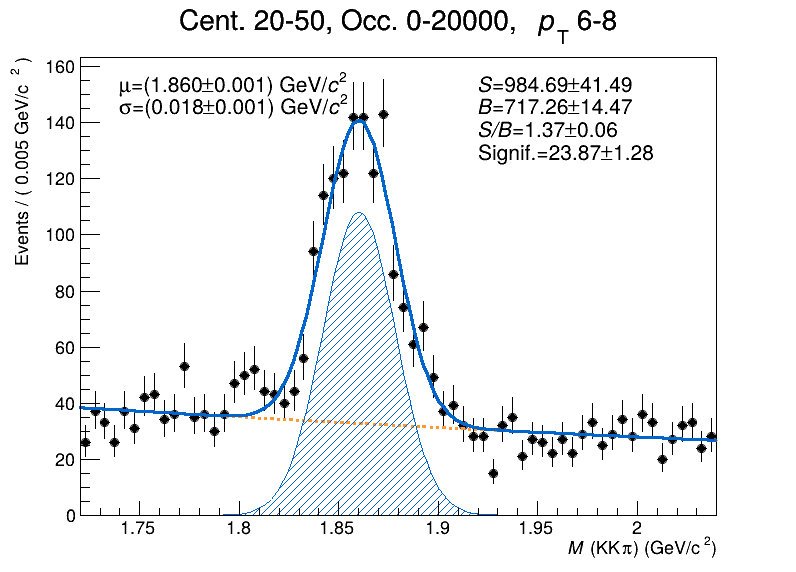 Cent. 20-50, Occ. 0-20000, p_T 6-8
μ=(1.860±0.001) GeV/c²
σ=(0.018±0.001) GeV/c²
S=984.69±41.49
B=717.26±14.47
S/B=1.37±0.06
Signif.=23.87±1.28
Events / ( 0.005 GeV/c ² )
160
140
120
100
80
60
40
20
0
1.75 1.8 1.85 1.9 1.95 2
M (KKπ) (GeV/c²)